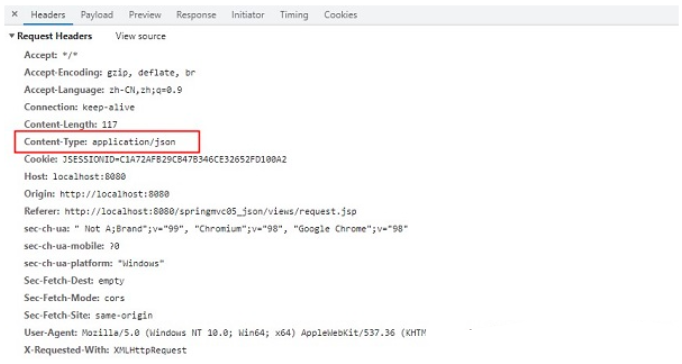 × Headers Payload Preview Response Initiator Timing Cookies
▼ Request Headers View source
Accept: */*
Accept-Encoding: gzip, deflate, br
Accept-Language: zh-CN,zh;q=0.9
Connection: keep-alive
Content-Length: 117
Content-Type: application/json
Cookie: JSESSIONID=C1A72AFB29CB47B346CE32652FD100A2
Host: localhost:8080
Origin: http://localhost:8080
Referer: http://localhost:8080/springmvc05_json/views/request.jsp
sec-ch-ua: " Not A;Brand";v="99", "Chromium";v="98", "Google Chrome";v="98"
sec-ch-ua-mobile: ?0
sec-ch-ua-platform: "Windows"
Sec-Fetch-Dest: empty
Sec-Fetch-Mode: cors
Sec-Fetch-Site: same-origin
User-Agent: Mozilla/5.0 (Windows NT 10.0; Win64; x64) AppleWebKit/537.36 (KHTM
X-Requested-With: XMLHttpRequest